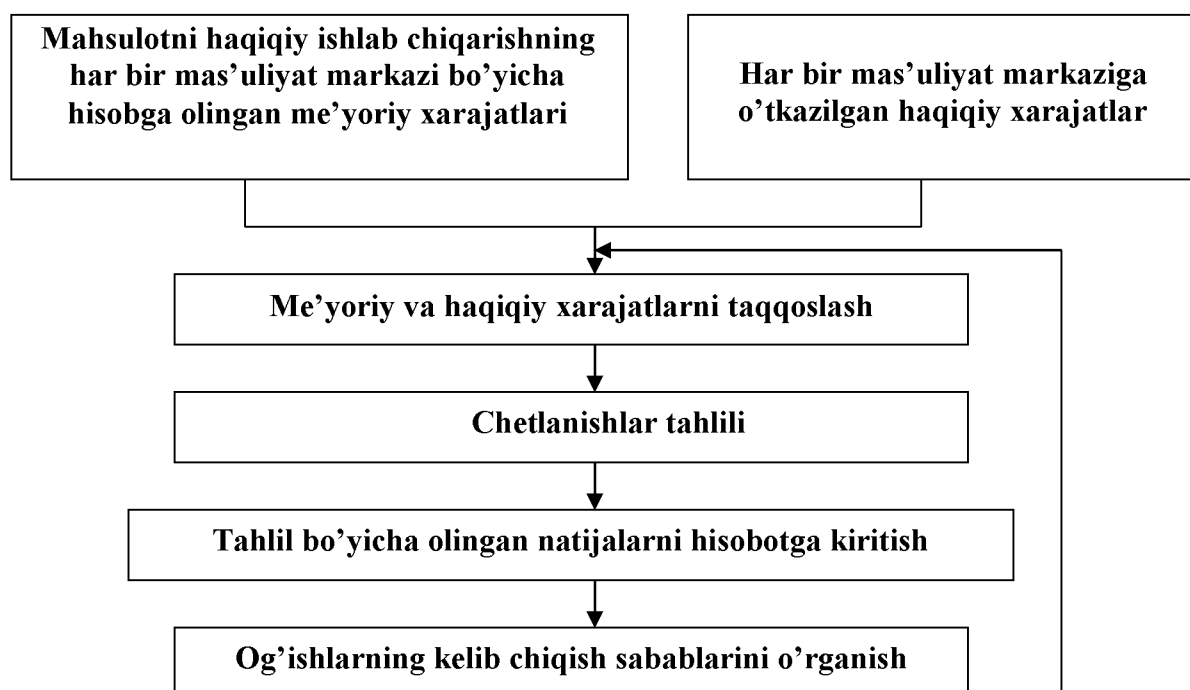 Mahsulotni haqiqiy ishlab chiqarishning
har bir mas’uliyat markazi bo’yicha
hisobga olingan me’yoriy xarajatlari
Har bir mas’uliyat markaziga
o’tkazilgan haqiqiy xarajatlar
Me’yoriy va haqiqiy xarajatlarni taqqoslash
Chetlanishlar tahlili
Tahlil bo’yicha olingan natijalarni hisobotga kiritish
Og’ishlarning kelib chiqish sabablarini o’rganish